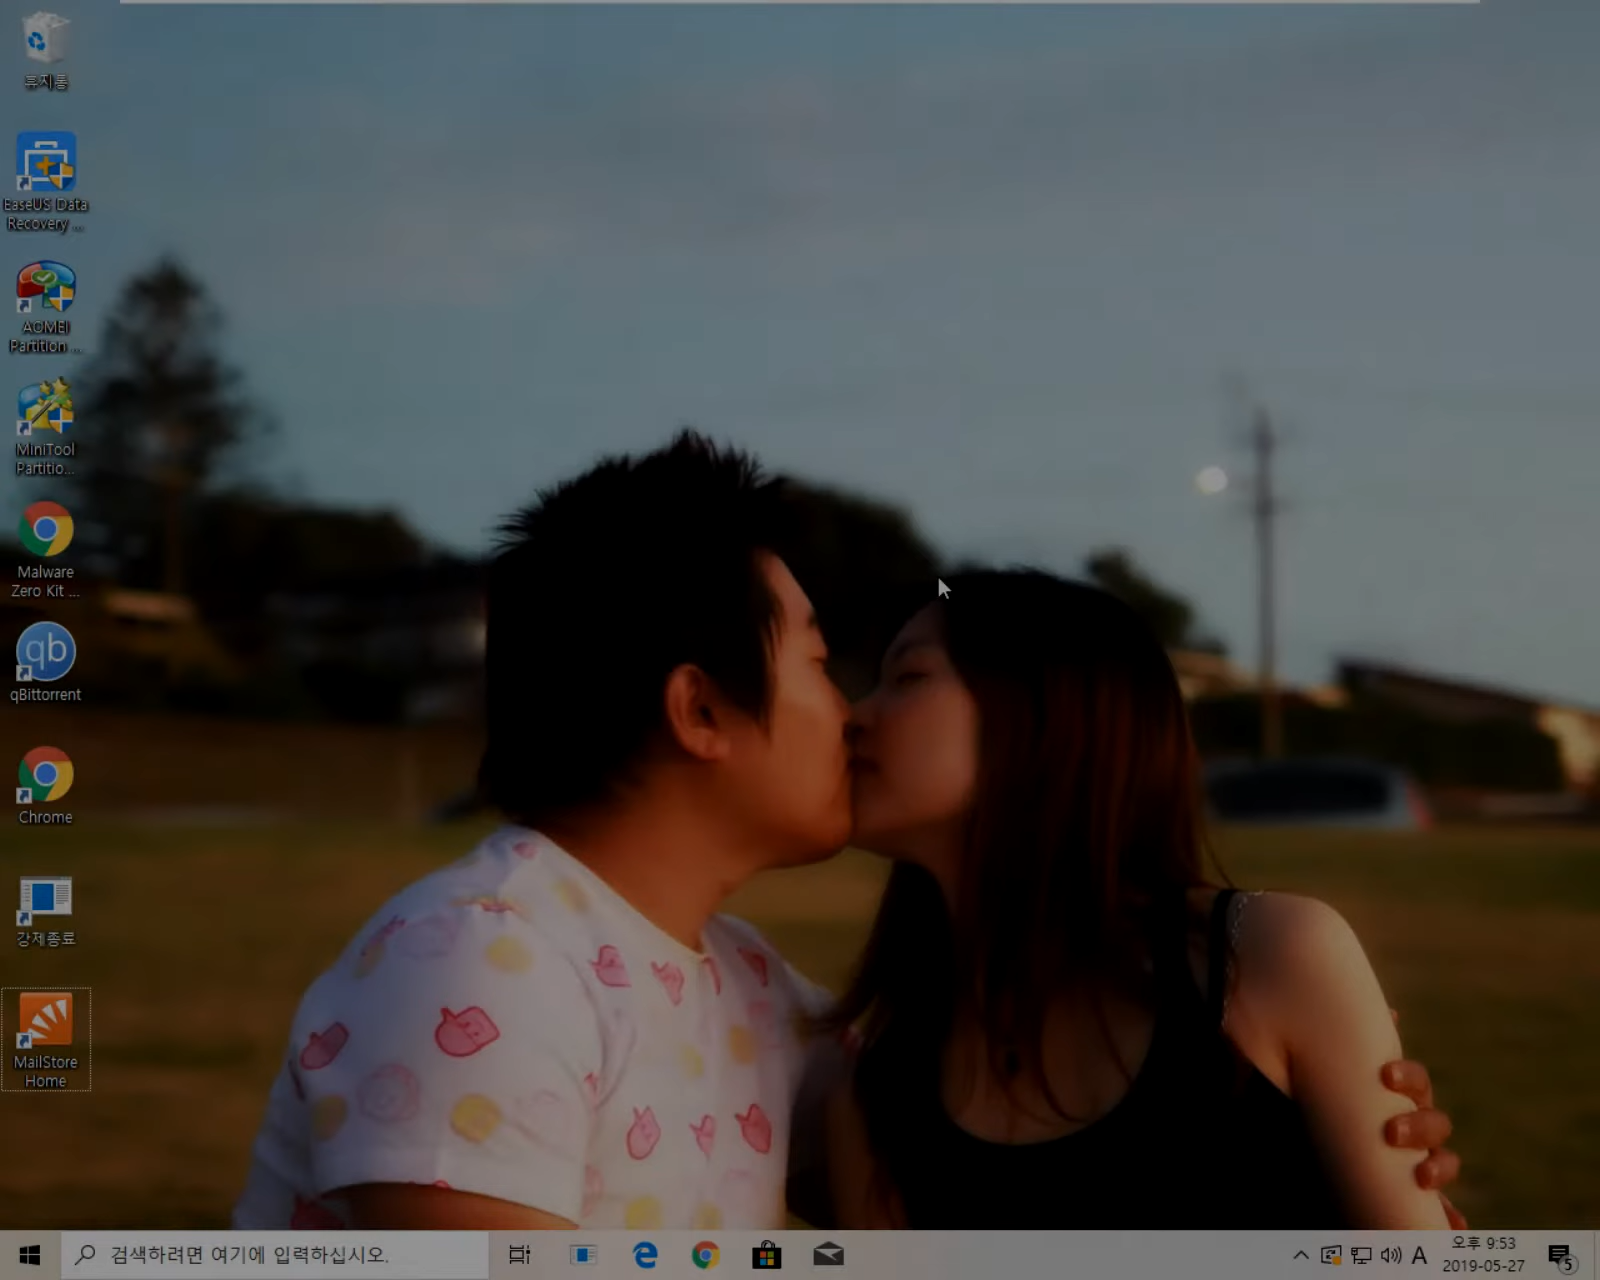 휴지통
EaseUS Data
Recovery ...
AOMEI
Partition ...
MiniTool
Partitio...
Malware
Zero Kit ...
qb
qBittorrent
Chrome
강제종료
MailStore
Home
검색하려면 여기에 입력하십시오.
A
오후 9:53
2019-05-27
5